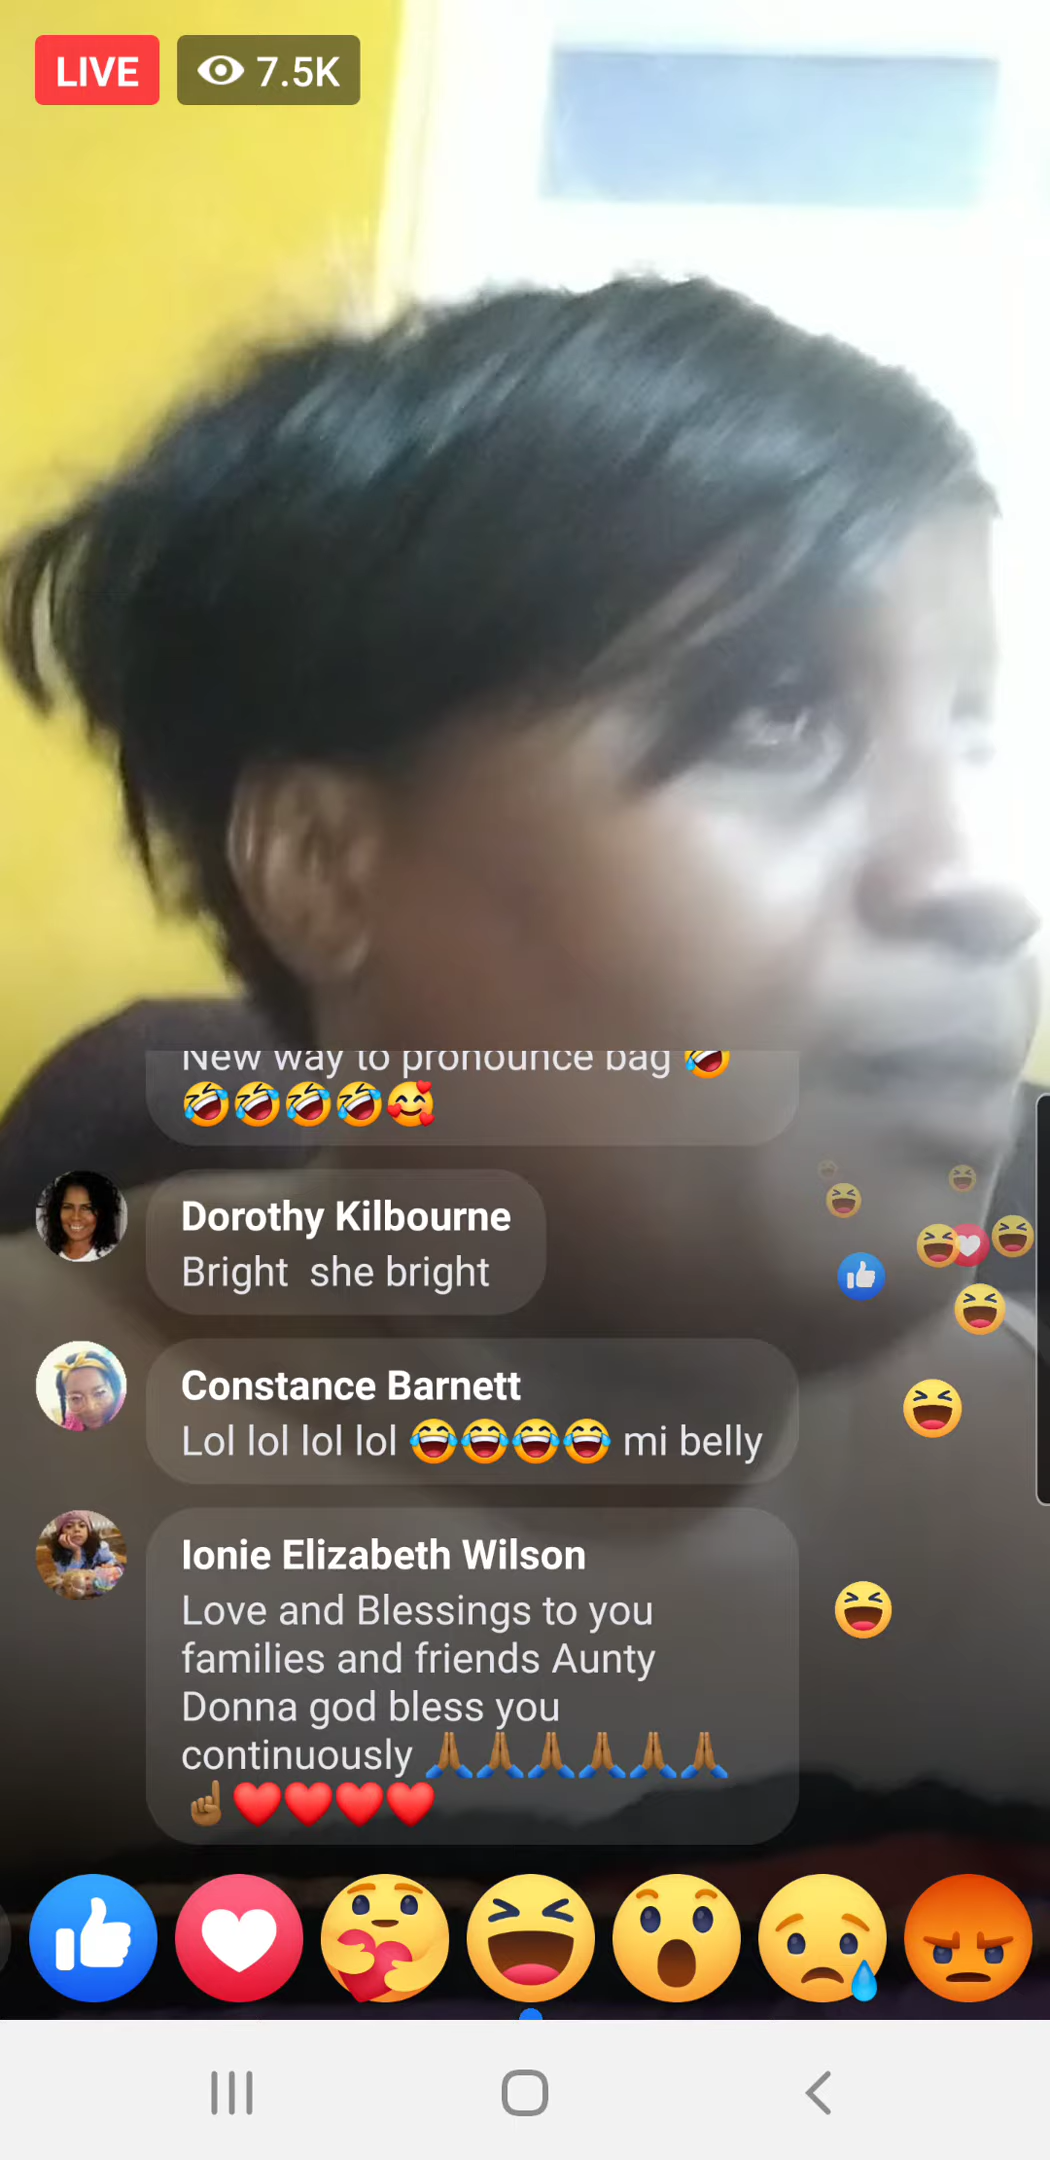 LIVE 7.5K
New way to pronounce bag 🤣
🤣🤣🤣🤣🥰
Dorothy Kilbourne
Bright  she bright
Constance Barnett
Lol lol lol lol 😂😂😂😂 mi belly
Ionie Elizabeth Wilson
Love and Blessings to you
families and friends Aunty
Donna god bless you
continuously 🙏🏾🙏🏾🙏🏾🙏🏾🙏🏾🙏🏾
☝🏾❤️❤️❤️❤️